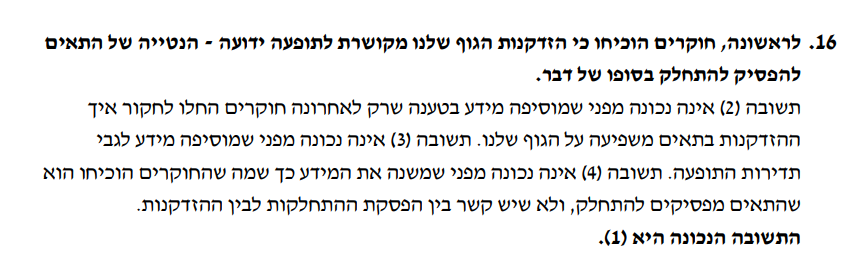 16. לראשונה, חוקרים הוכיחו כי הזדקנות הגוף שלנו מקושרת לתופעה ידועה - הנטייה של התאים
להפסיק להתחלק בסופו של דבר.
תשובה (2) אינה נכונה מפני שמוסיפה מידע בטענה שרק לאחרונה חוקרים החלו לחקור איך
ההזדקנות בתאים משפיעה על הגוף שלנו. תשובה (3) אינה נכונה מפני שמוסיפה מידע לגבי
תדירות התופעה. תשובה (4) אינה נכונה מפני שמשנה את המידע כך שמה שהחוקרים הוכיחו הוא
שהתאים מפסיקים להתחלק, ולא שיש קשר בין הפסקת ההתחלקות לבין ההזדקנות.
התשובה הנכונה היא (1).